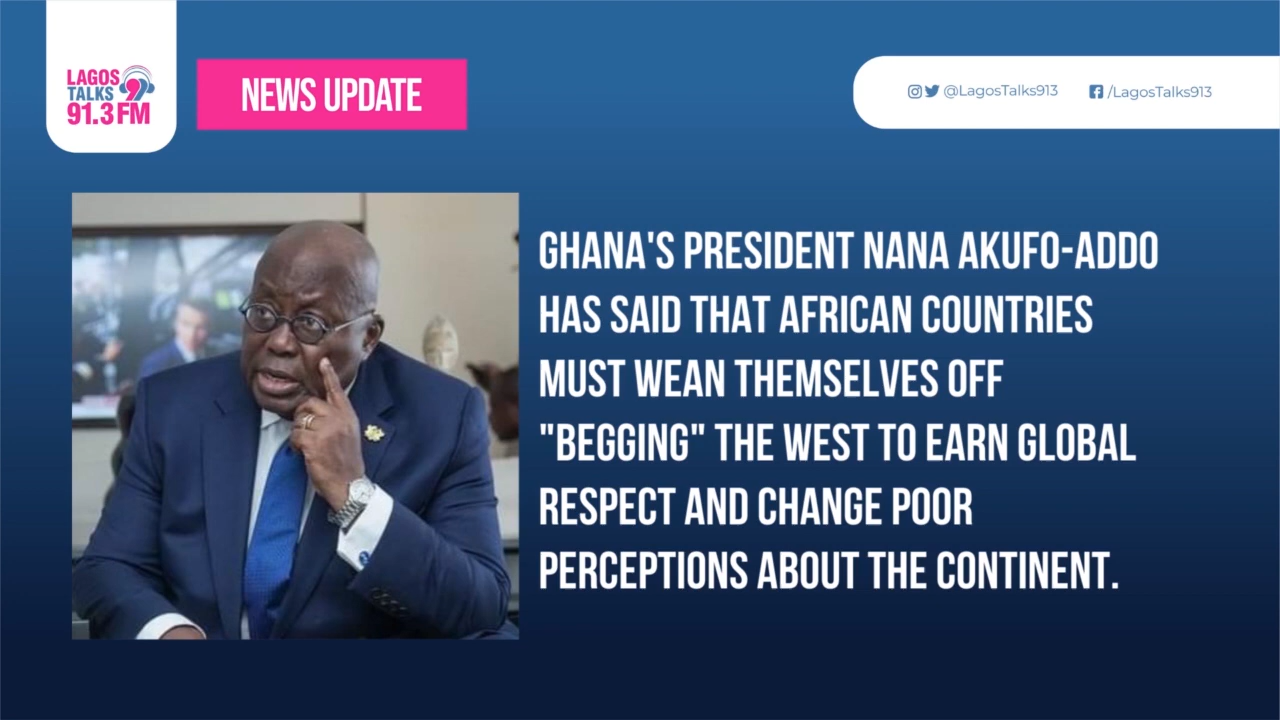 LAGOS
TALKS
91.3 FM
NEWS UPDATE
@LagosTalks913
/LagosTalks913
GHANA'S PRESIDENT NANA AKUFO-ADDO
HAS SAID THAT AFRICAN COUNTRIES
MUST WEAN THEMSELVES OFF
"BEGGING" THE WEST TO EARN GLOBAL
RESPECT AND CHANGE POOR
PERCEPTIONS ABOUT THE CONTINENT.